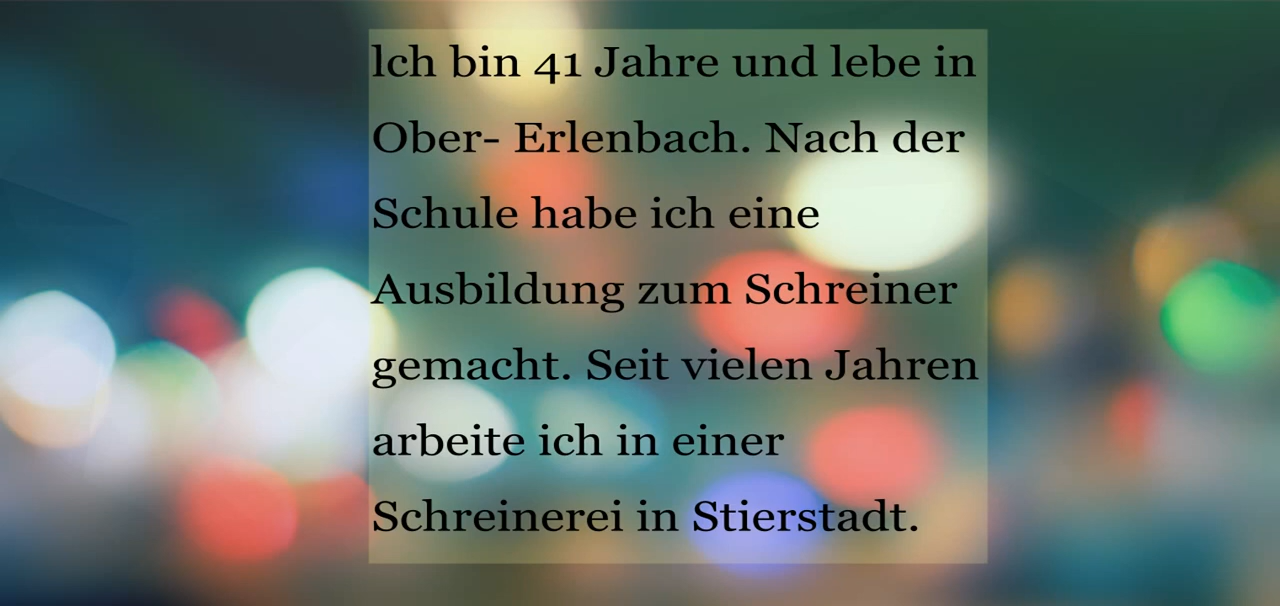 Ich bin 41 Jahre und lebe in
Ober- Erlenbach. Nach der
Schule habe ich eine
Ausbildung zum Schreiner
gemacht. Seit vielen Jahren
arbeite ich in einer
Schreinerei in Stierstadt.